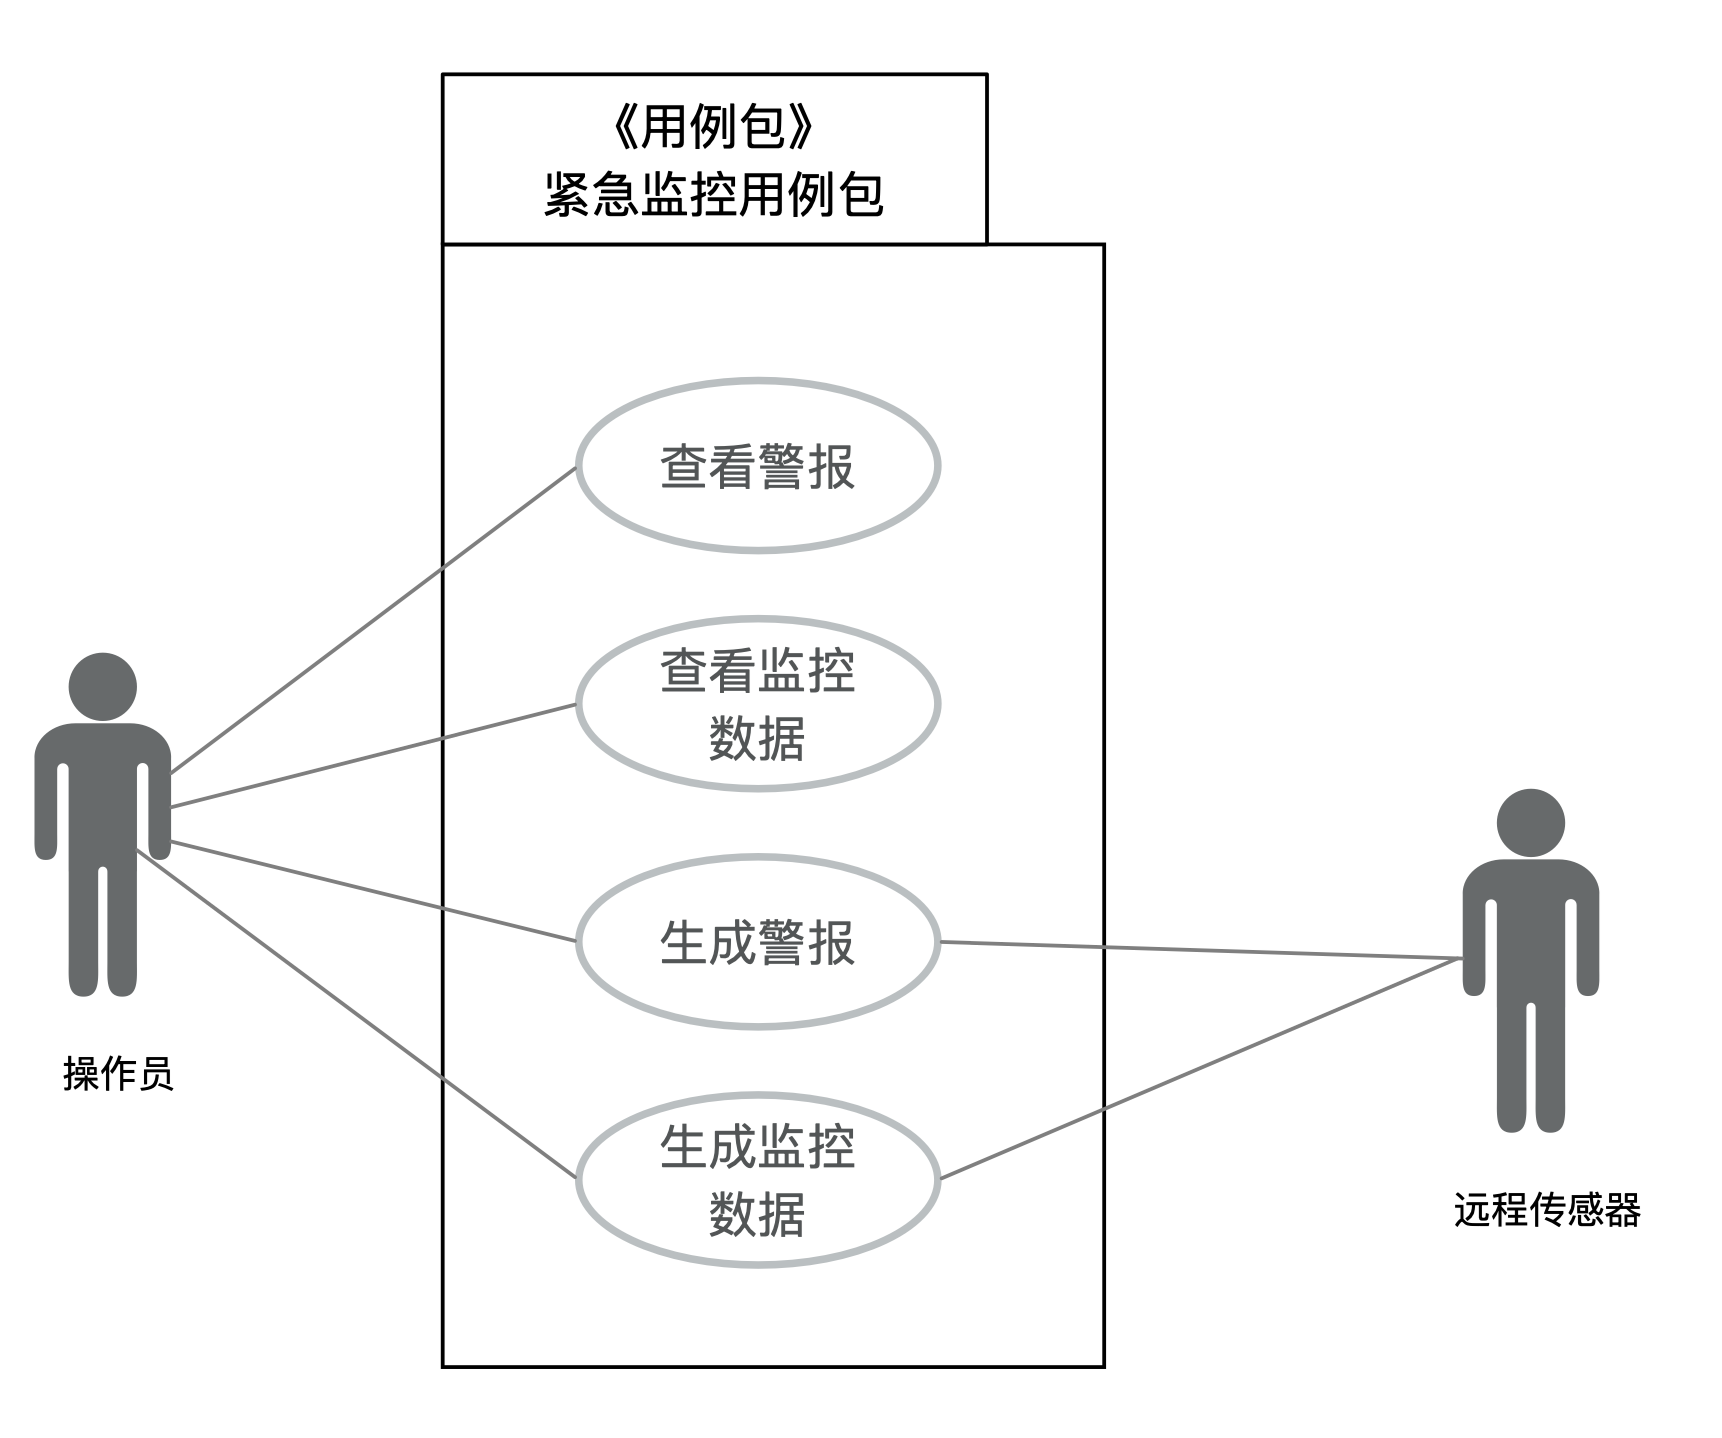 《用例包》
紧急监控用例包
查看警报
查看监控
数据
生成警报
生成监控
数据
操作员
远程传感器